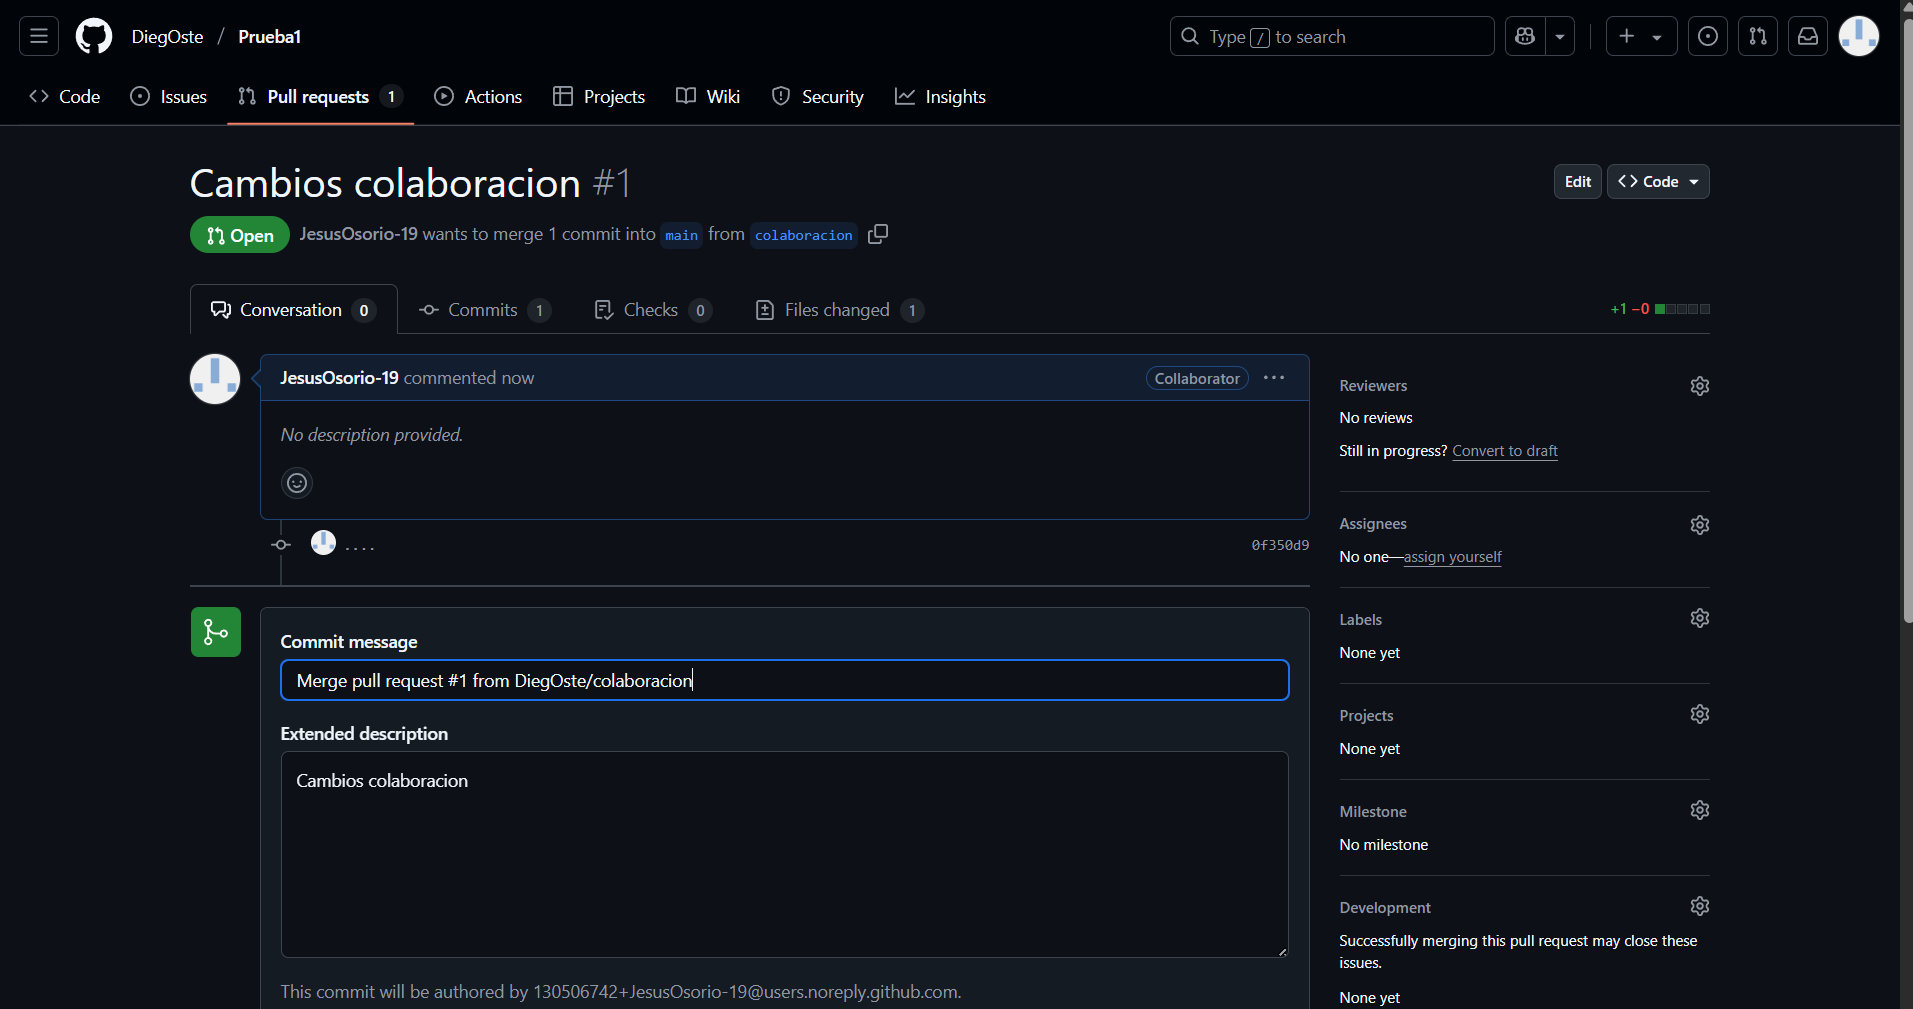 DiegOste / Prueba1
Type / to search
Code
Issues
Pull requests 1
Actions
Projects
Wiki
Security
Insights
Cambios colaboracion #1
Edit
Code
Open
JesusOsorio-19 wants to merge 1 commit into main from colaboracion
Conversation 0
Commits 1
Checks 0
Files changed 1
+1 −0
JesusOsorio-19 commented now
Collaborator
No description provided.
....
0f350d9
Commit message
Merge pull request #1 from DiegOste/colaboracion
Extended description
Cambios colaboracion
This commit will be authored by 130506742+JesusOsorio-19@users.noreply.github.com.
Reviewers
No reviews
Still in progress? Convert to draft
Assignees
No one—assign yourself
Labels
None yet
Projects
None yet
Milestone
No milestone
Development
Successfully merging this pull request may close these
issues.
None yet